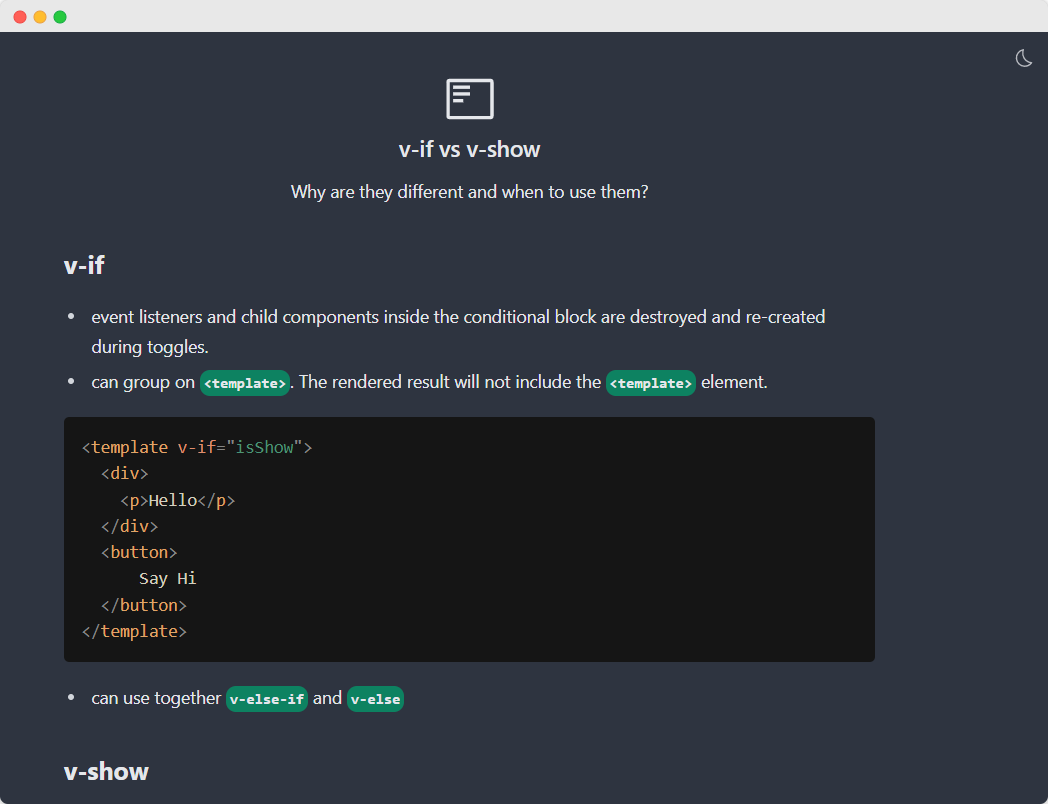 v-if vs v-show
Why are they different and when to use them?
v-if
• event listeners and child components inside the conditional block are destroyed and re-created
during toggles.
• can group on <template>. The rendered result will not include the <template> element.
<template v-if="isShow">
  <div>
    <p>Hello</p>
  </div>
  <button>
      Say Hi
  </button>
</template>
• can use together v-else-if and v-else
v-show